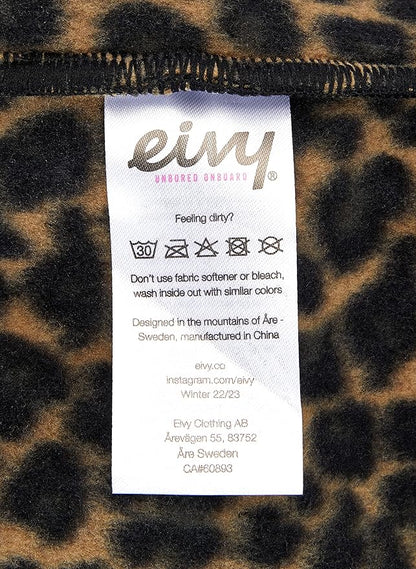 eivy
UNBORED ONBOARD ®
Feeling dirty?
30
Don't use fabric softener or bleach,
wash inside out with similar colors
Designed in the mountains of Åre -
Sweden, manufactured in China
eivy.co
instagram.com/eivy
Winter 22/23
Eivy Clothing AB
Årevägen 55, 83752
Åre Sweden
CA#60893